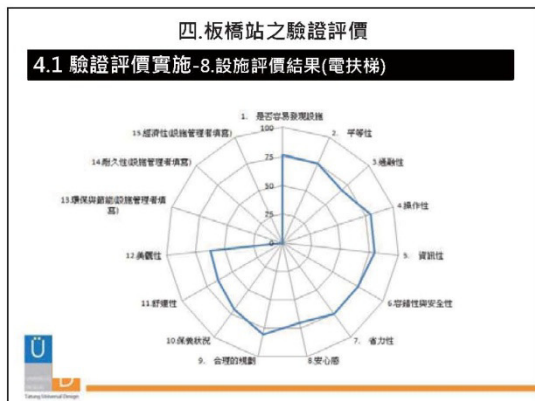 四.板橋站之驗證評價
4.1 驗證評價實施-8.設施評價結果(電扶梯)
1. 是否容易發現設施
2. 平等性
3.通融性
4.操作性
5. 資訊性
6.容錯性與安全性
7. 省力性
8.安心感
9. 合理的規劃
10.保養狀況
11.舒適性
12.美觀性
13.環保與節能(設施管理者填寫)
14.耐久性(設施管理者填寫)
15.經濟性(設施管理者填寫)
100
75
50
25
0
Ü
D
Tatung Universal Design